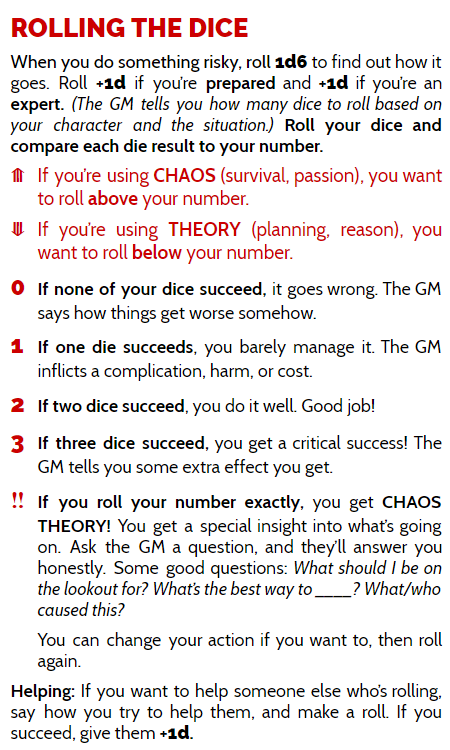 ROLLING THE DICE
When you do something risky, roll 1d6 to find out how it
goes. Roll +1d if you're prepared and +1d if you're an
expert. (The GM tells you how many dice to roll based on
your character and the situation.) Roll your dice and
compare each die result to your number.
⤊ If you're using CHAOS (survival, passion), you want
to roll above your number.
⤋ If you're using THEORY (planning, reason), you
want to roll below your number.
0 If none of your dice succeed, it goes wrong. The GM
says how things get worse somehow.
1 If one die succeeds, you barely manage it. The GM
inflicts a complication, harm, or cost.
2 If two dice succeed, you do it well. Good job!
3 If three dice succeed, you get a critical success! The
GM tells you some extra effect you get.
!! If you roll your number exactly, you get CHAOS
THEORY! You get a special insight into what's going
on. Ask the GM a question, and they'll answer you
honestly. Some good questions: What should I be on
the lookout for? What's the best way to ____? What/who
caused this?
You can change your action if you want to, then roll
again.
Helping: If you want to help someone else who's rolling,
say how you try to help them, and make a roll. If you
succeed, give them +1d.